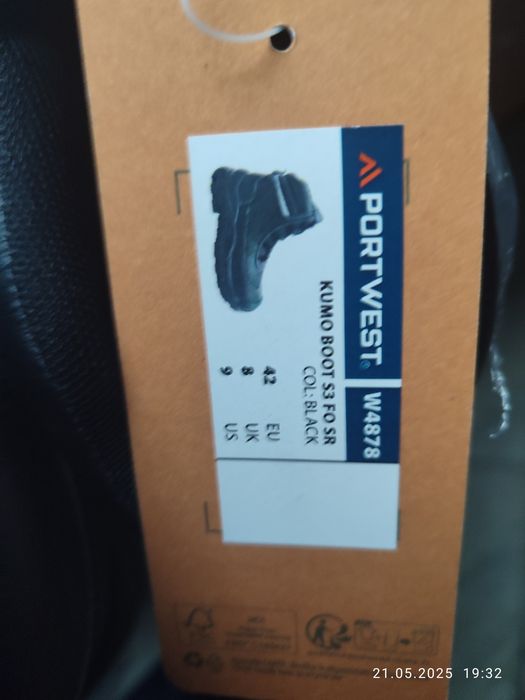 PORTWEST®
W4878
KUMO BOOT S3 FO SR
COL: BLACK
42 EU
8 UK
9 US
21.05.2025 19:32